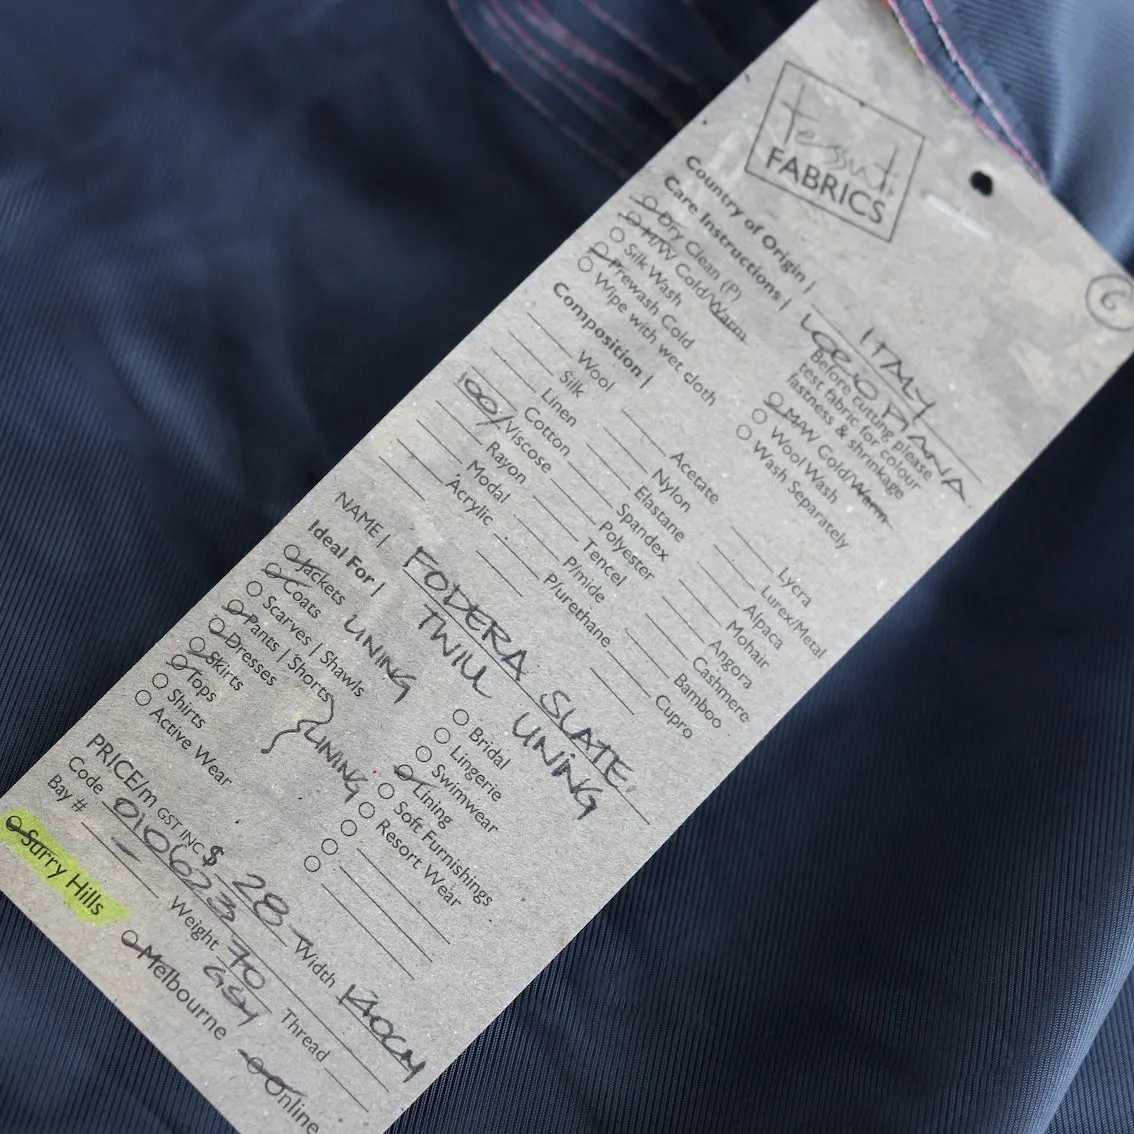 tessuti
FABRICS
6
Country of Origin | ITALY
Care Instructions |
Dry Clean (P)
H/W Cold/Warm
Silk Wash
Prewash Cold
Wipe with wet cloth
Before cutting please
test fabric for colour
fastness & shrinkage
M/W Cold/Warm
Wool Wash
Wash Separately
Composition |
Wool
Silk
Linen
Cotton
100/Viscose
Rayon
Modal
Acrylic
Acetate
Nylon
Elastane
Spandex
Polyester
Tencel
P/mide
P/urethane
Lycra
Lurex/Metal
Alpaca
Mohair
Angora
Cashmere
Bamboo
Cupro
NAME | FODERA SLATE
TWILL LINING
Ideal For |
Jackets
Coats LINING
Scarves | Shawls
Pants | Shorts
Dresses
Skirts } LINING
Tops
Shirts
Active Wear
Bridal
Lingerie
Swimwear
Lining
Soft Furnishings
Resort Wear
PRICE/m GST INC $ 28 Width 140CM
Code 010623 Weight 70 GSM Thread
Bay # —
Surry Hills Melbourne Online